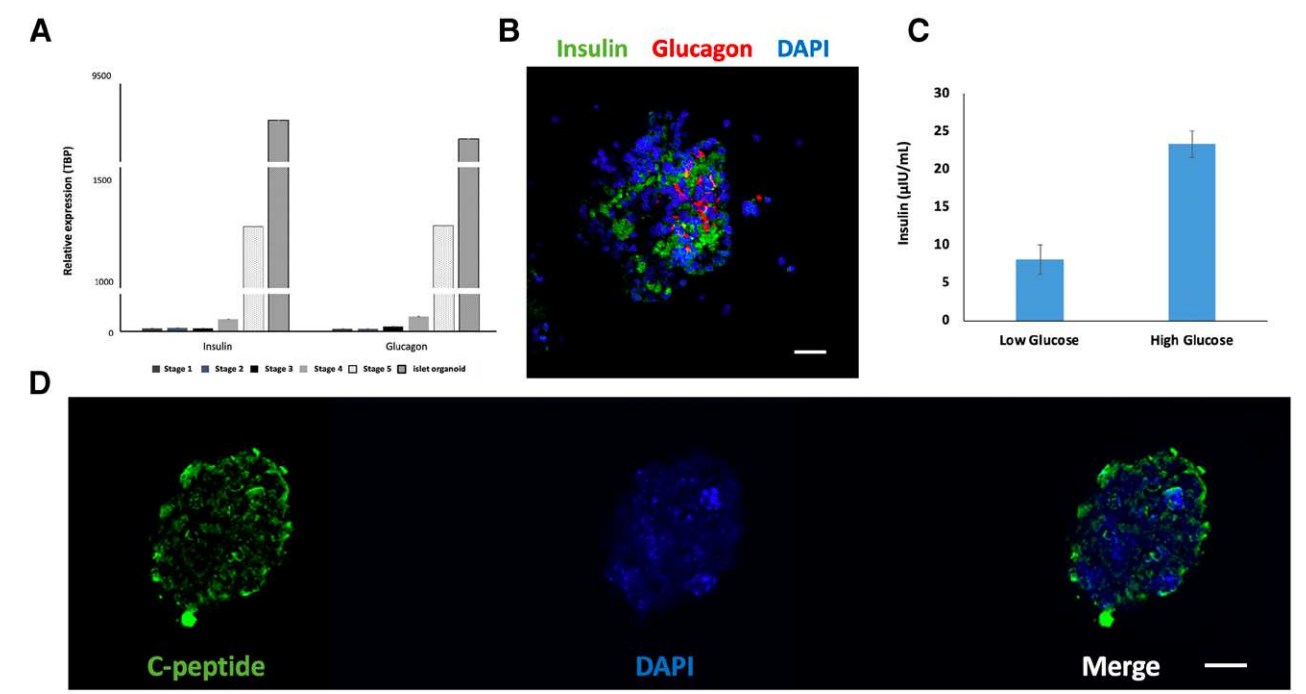 A
9500
1500
1000
0
Relative expression (TBP)
Insulin
Glucagon
Stage 1 Stage 2 Stage 3 Stage 4 Stage 5 islet organoid
B
Insulin Glucagon DAPI
C
30
25
20
15
10
5
0
Insulin (μIU/mL)
Low Glucose
High Glucose
D
C-peptide
DAPI
Merge